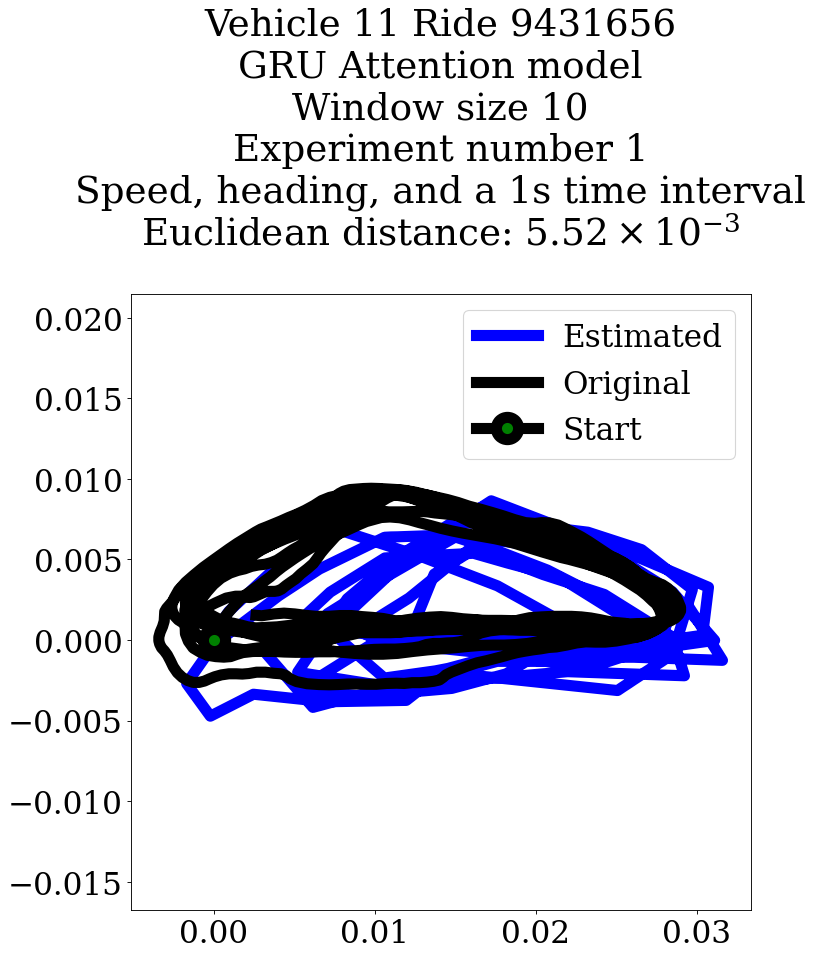 Vehicle 11 Ride 9431656
GRU Attention model
Window size 10
Experiment number 1
Speed, heading, and a 1s time interval
Euclidean distance: 5.52 × 10⁻³
Estimated
Original
Start
0.020
0.015
0.010
0.005
0.000
−0.005
−0.010
−0.015
0.00 0.01 0.02 0.03